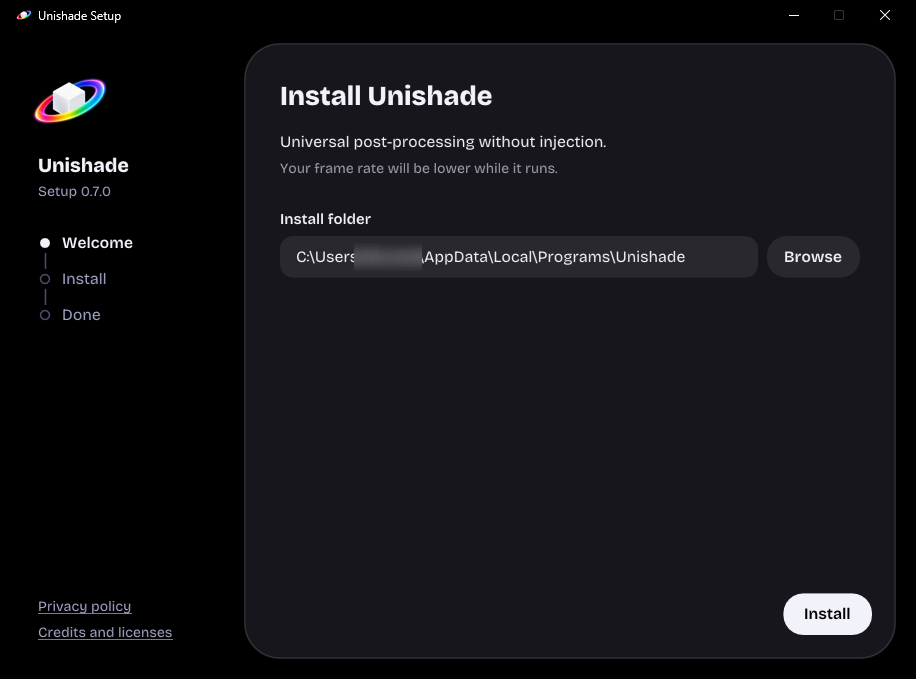 Unishade Setup
Unishade
Setup 0.7.0
Welcome
Install
Done
Privacy policy
Credits and licenses
Install Unishade
Universal post-processing without injection.
Your frame rate will be lower while it runs.
Install folder
C:\Users \AppData\Local\Programs\Unishade
Browse
Install